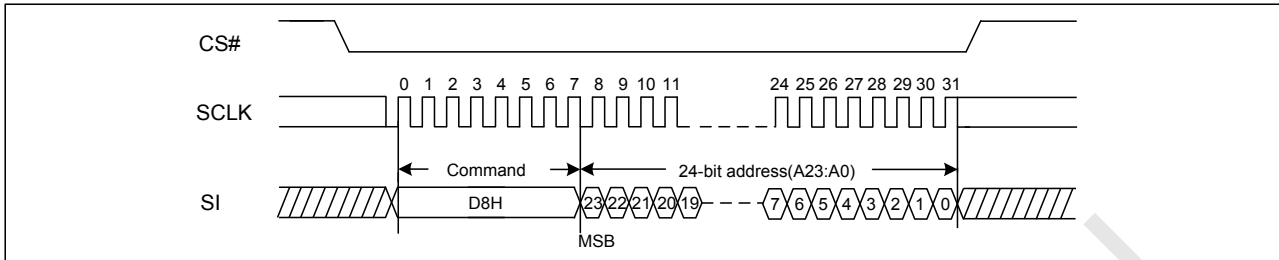 CS#
0 1 2 3 4 5 6 7 8 9 10 11 24 25 26 27 28 29 30 31
SCLK
Command 24-bit address(A23:A0)
SI D8H 23 22 21 20 19 7 6 5 4 3 2 1 0
MSB